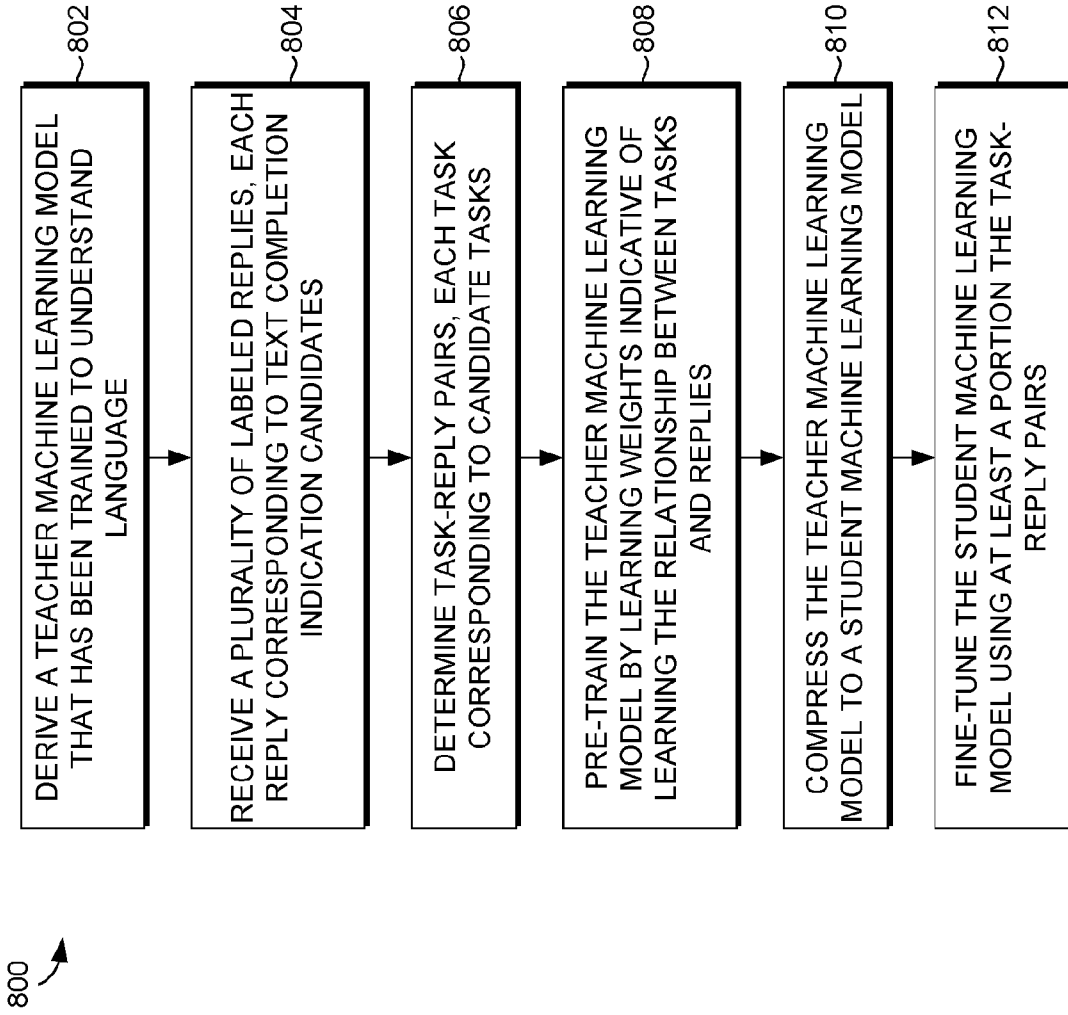 800
DERIVE A TEACHER MACHINE LEARNING MODEL
THAT HAS BEEN TRAINED TO UNDERSTAND
LANGUAGE
802
RECEIVE A PLURALITY OF LABELED REPLIES, EACH
REPLY CORRESPONDING TO TEXT COMPLETION
INDICATION CANDIDATES
804
DETERMINE TASK-REPLY PAIRS, EACH TASK
CORRESPONDING TO CANDIDATE TASKS
806
PRE-TRAIN THE TEACHER MACHINE LEARNING
MODEL BY LEARNING WEIGHTS INDICATIVE OF
LEARNING THE RELATIONSHIP BETWEEN TASKS
AND REPLIES
808
COMPRESS THE TEACHER MACHINE LEARNING
MODEL TO A STUDENT MACHINE LEARNING MODEL
810
FINE-TUNE THE STUDENT MACHINE LEARNING
MODEL USING AT LEAST A PORTION THE TASK-
REPLY PAIRS
812